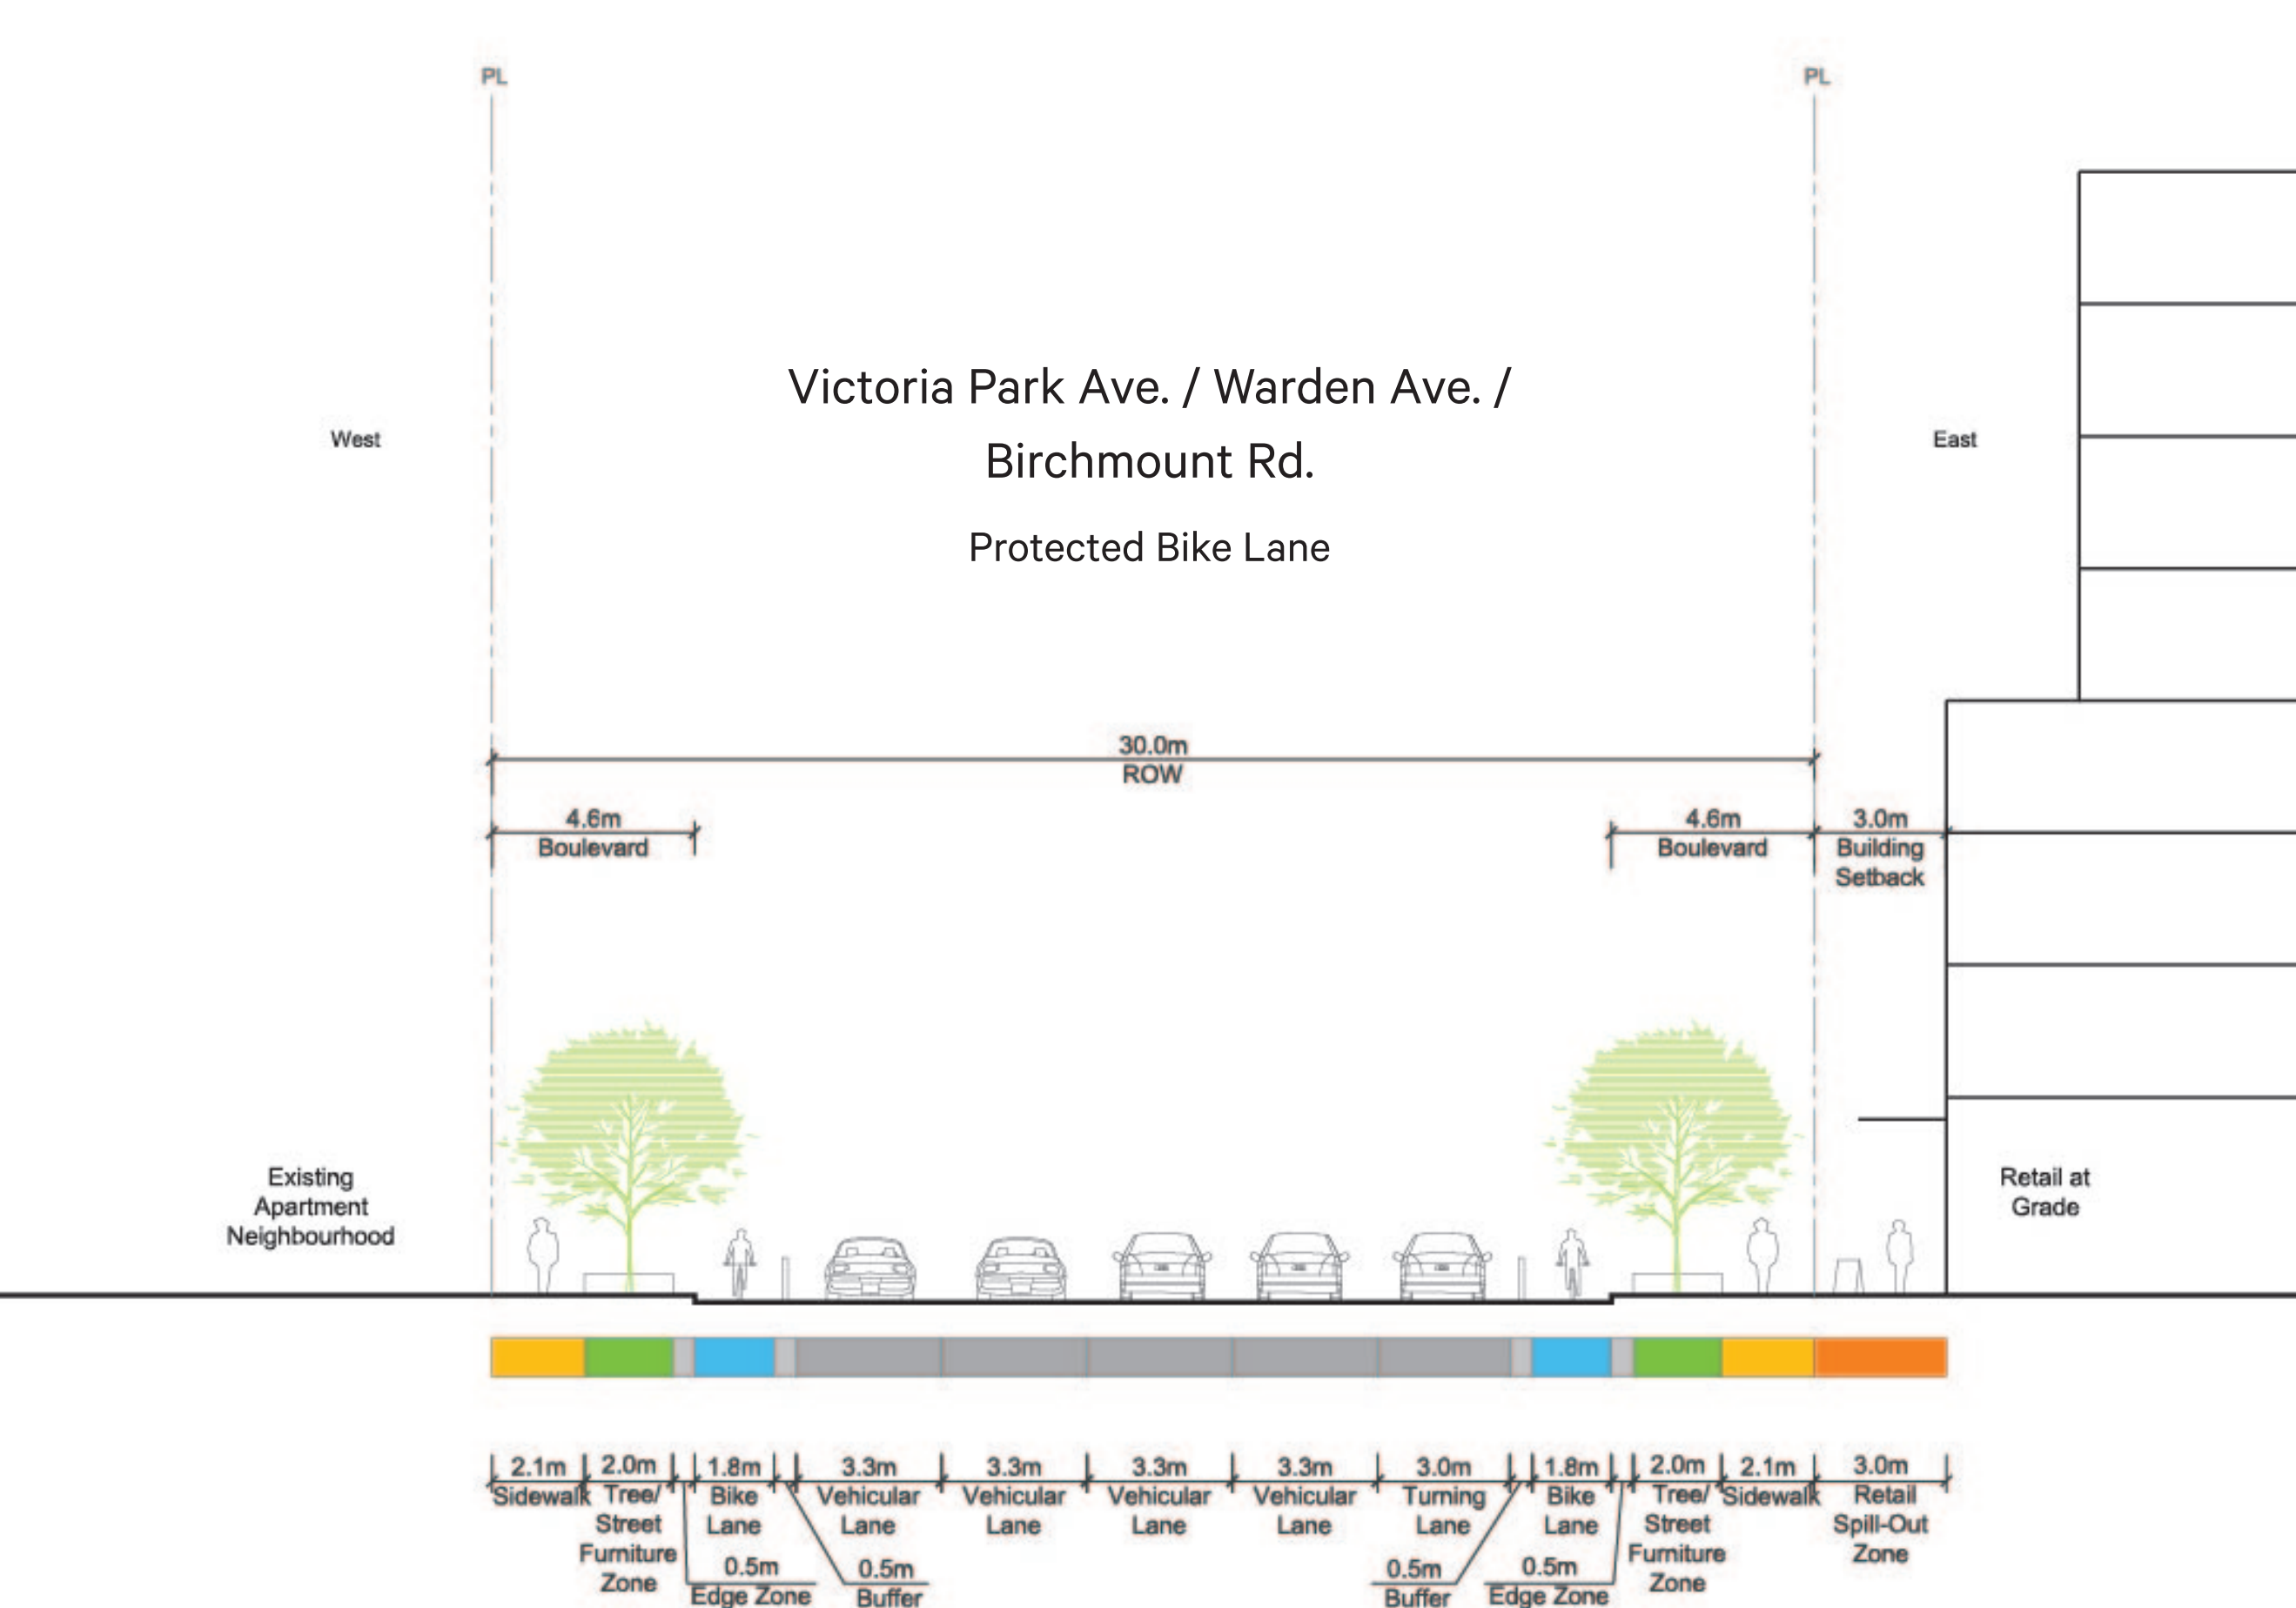 PL
PL
Victoria Park Ave. / Warden Ave. /
Birchmount Rd.
Protected Bike Lane
West
East
30.0m
ROW
4.6m
Boulevard
4.6m
Boulevard
3.0m
Building
Setback
Existing
Apartment
Neighbourhood
Retail at
Grade
2.1m
Sidewalk
2.0m
Tree/
Street
Furniture
Zone
0.5m
Edge Zone
1.8m
Bike
Lane
0.5m
Buffer
3.3m
Vehicular
Lane
3.3m
Vehicular
Lane
3.3m
Vehicular
Lane
3.3m
Vehicular
Lane
3.0m
Turning
Lane
0.5m
Buffer
1.8m
Bike
Lane
0.5m
Edge Zone
2.0m
Tree/
Street
Furniture
Zone
2.1m
Sidewalk
3.0m
Retail
Spill-Out
Zone